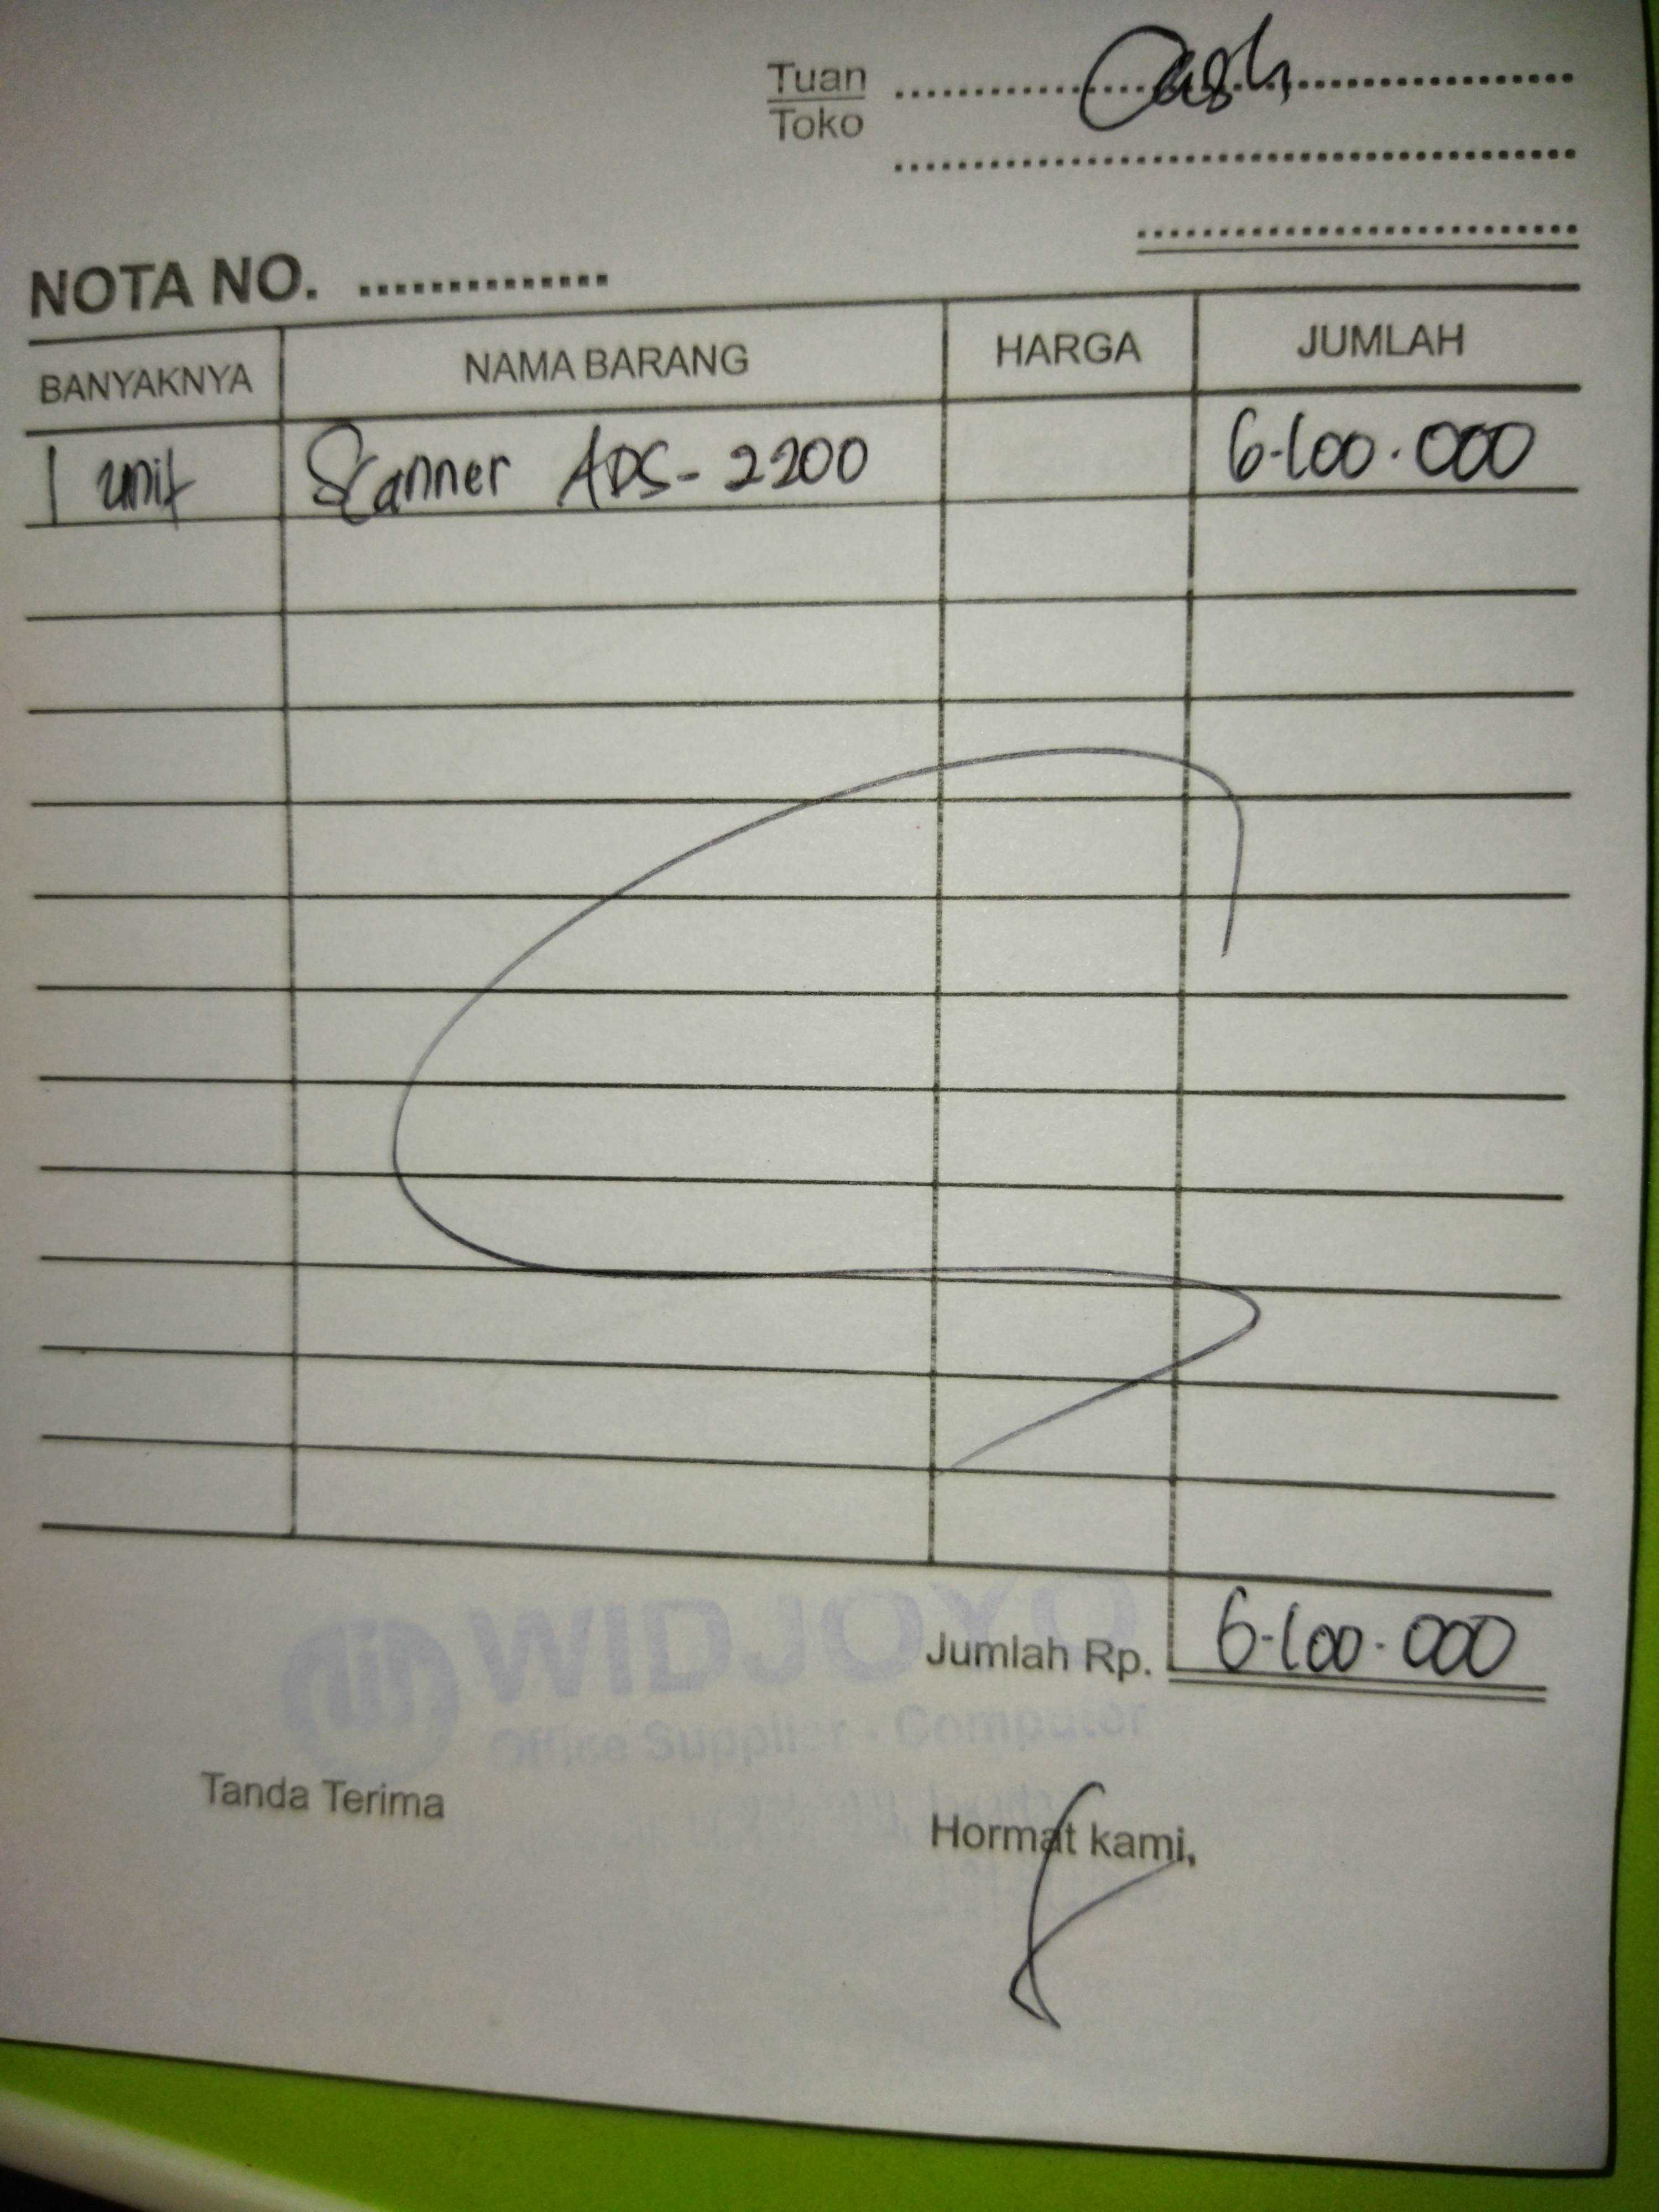 Tuan Cash
Toko
NOTA NO.
BANYAKNYA NAMA BARANG HARGA JUMLAH
1 unit Scanner ADS-2200 6.100.000
Jumlah Rp. 6.100.000
WIDJOYO
Office Supplier - Computer
Tanda Terima
Hormat kami,